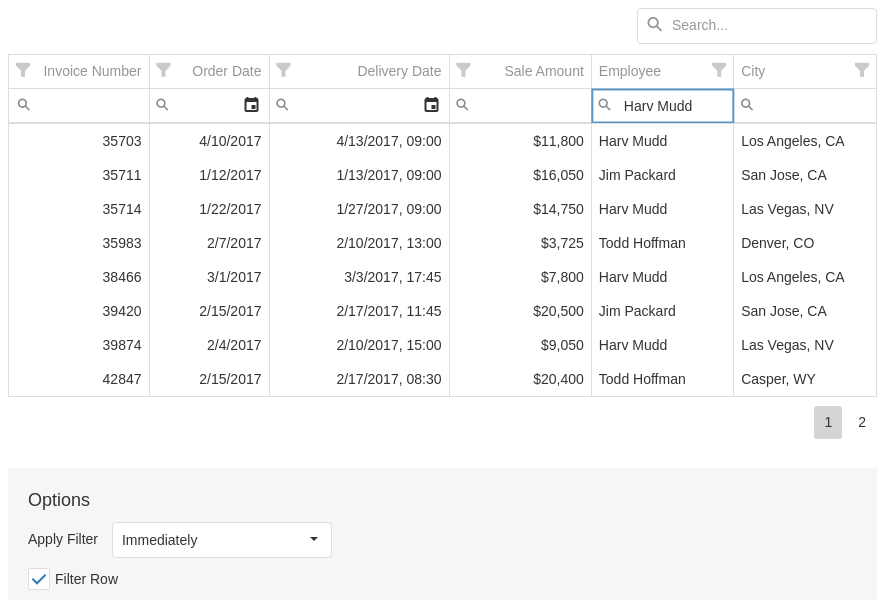 Search...
Invoice Number Order Date Delivery Date Sale Amount Employee City
Harv Mudd
35703 4/10/2017 4/13/2017, 09:00 $11,800 Harv Mudd Los Angeles, CA
35711 1/12/2017 1/13/2017, 09:00 $16,050 Jim Packard San Jose, CA
35714 1/22/2017 1/27/2017, 09:00 $14,750 Harv Mudd Las Vegas, NV
35983 2/7/2017 2/10/2017, 13:00 $3,725 Todd Hoffman Denver, CO
38466 3/1/2017 3/3/2017, 17:45 $7,800 Harv Mudd Los Angeles, CA
39420 2/15/2017 2/17/2017, 11:45 $20,500 Jim Packard San Jose, CA
39874 2/4/2017 2/10/2017, 15:00 $9,050 Harv Mudd Las Vegas, NV
42847 2/15/2017 2/17/2017, 08:30 $20,400 Todd Hoffman Casper, WY
1 2
Options
Apply Filter Immediately
Filter Row